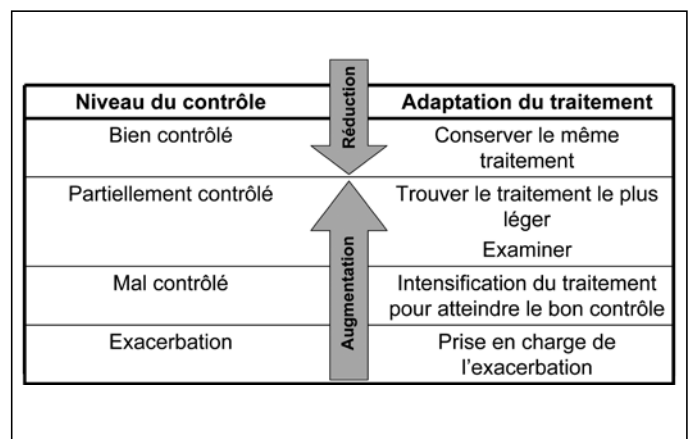 Niveau du contrôle
Réduction
Adaptation du traitement
Bien contrôlé
Conserver le même
traitement
Partiellement contrôlé
Augmentation
Trouver le traitement le plus
léger
Examiner
Mal contrôlé
Intensification du traitement
pour atteindre le bon contrôle
Exacerbation
Prise en charge de
l'exacerbation